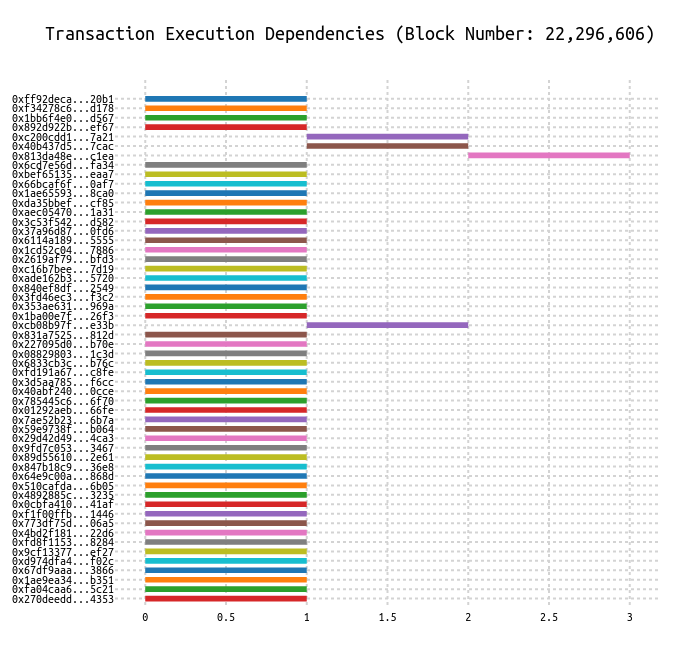 Transaction Execution Dependencies (Block Number: 22,296,606)
0xff92deca...20b1
0xf34278c6...d178
0x1bb6f4e0...d567
0x892d922b...ef67
0xc200cdd1...7a21
0x40b437d5...7cac
0x813da48e...c1ea
0x6cd7e56d...fa34
0xbef65135...eaa7
0x66bcaf6f...0af7
0x1ae65593...8ca0
0xda35bbef...cf85
0xaec05470...1a31
0x3c53f542...d582
0x37a96d87...0fd6
0x6114a189...5555
0x1cd52c04...7886
0x2619af79...bfd3
0xc16b7bee...7d19
0xade162b3...5720
0x840ef8df...2549
0x3fd46ec3...f3c2
0x353ae631...969a
0x1ba00e7f...26f3
0xcb08b97f...e33b
0x831a7525...812d
0x227095d0...b70e
0x08829803...1c3d
0x6833cb3c...b76c
0xfd191a67...c8fe
0x3d5aa785...f6cc
0x40abf240...0cce
0x785445c6...6f70
0x01292aeb...66fe
0x7ae52b23...6b7a
0x59e9738f...b064
0x29d42d49...4ca3
0x9fd7c053...3467
0x89d55610...2e61
0x847b18c9...36e8
0x64e9c00a...868d
0x510cafda...6b05
0x4892885c...3235
0x0cbfa410...41af
0xf1f00ffb...1446
0x773df75d...06a5
0x4bd2f181...22d6
0xfd8f1153...8284
0x9cf13377...ef27
0xd974dfa4...f02c
0x67df9aaa...3866
0x1ae9ea34...b351
0xfa04caa6...5c21
0x270deedd...4353
0 0.5 1 1.5 2 2.5 3